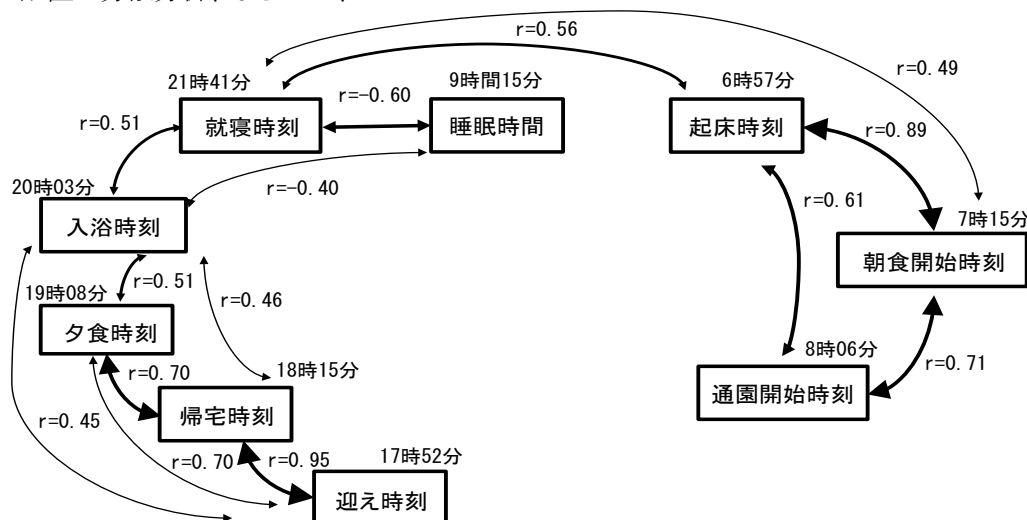 r=0.56
r=0.49
21時41分
9時間15分
6時57分
r=-0.60
就寝時刻
睡眠時間
起床時刻
r=0.51
r=0.89
r=-0.40
20時03分
入浴時刻
r=0.61
7時15分
朝食開始時刻
r=0.51
19時08分
r=0.46
夕食時刻
8時06分
r=0.70
18時15分
r=0.71
帰宅時刻
通園開始時刻
r=0.45
r=0.70
r=0.95
17時52分
迎え時刻